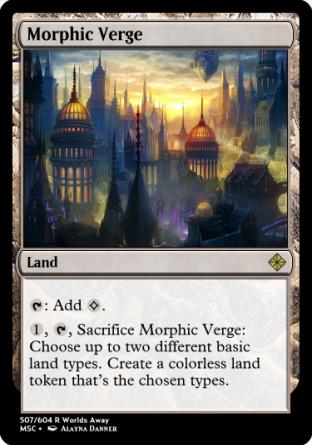 Morphic Verge
Land
: Add .
1, , Sacrifice Morphic Verge:
Choose up to two different basic
land types. Create a colorless land
token that's the chosen types.
507/604 R Worlds Away
MSC • Alayna Danner